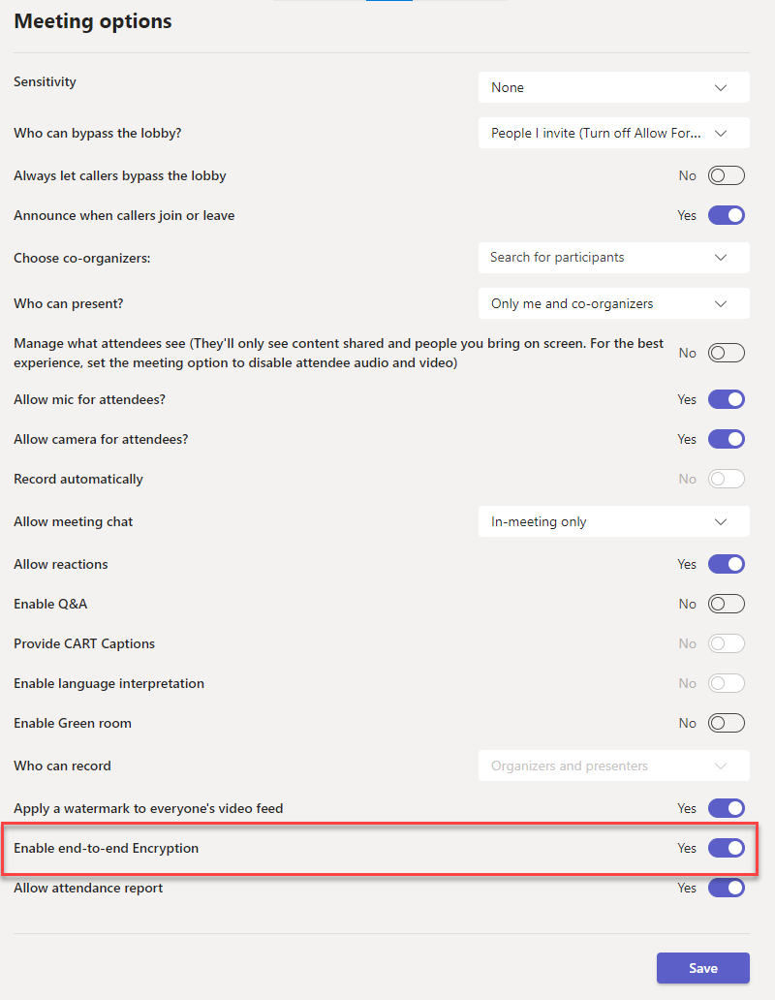 Meeting options
Sensitivity
None
Who can bypass the lobby?
People I invite (Turn off Allow For...
Always let callers bypass the lobby
No
Announce when callers join or leave
Yes
Choose co-organizers:
Search for participants
Who can present?
Only me and co-organizers
Manage what attendees see (They'll only see content shared and people you bring on screen. For the best
experience, set the meeting option to disable attendee audio and video)
No
Allow mic for attendees?
Yes
Allow camera for attendees?
Yes
Record automatically
No
Allow meeting chat
In-meeting only
Allow reactions
Yes
Enable Q&A
No
Provide CART Captions
No
Enable language interpretation
No
Enable Green room
No
Who can record
Organizers and presenters
Apply a watermark to everyone's video feed
Yes
Enable end-to-end Encryption
Yes
Allow attendance report
Yes
Save